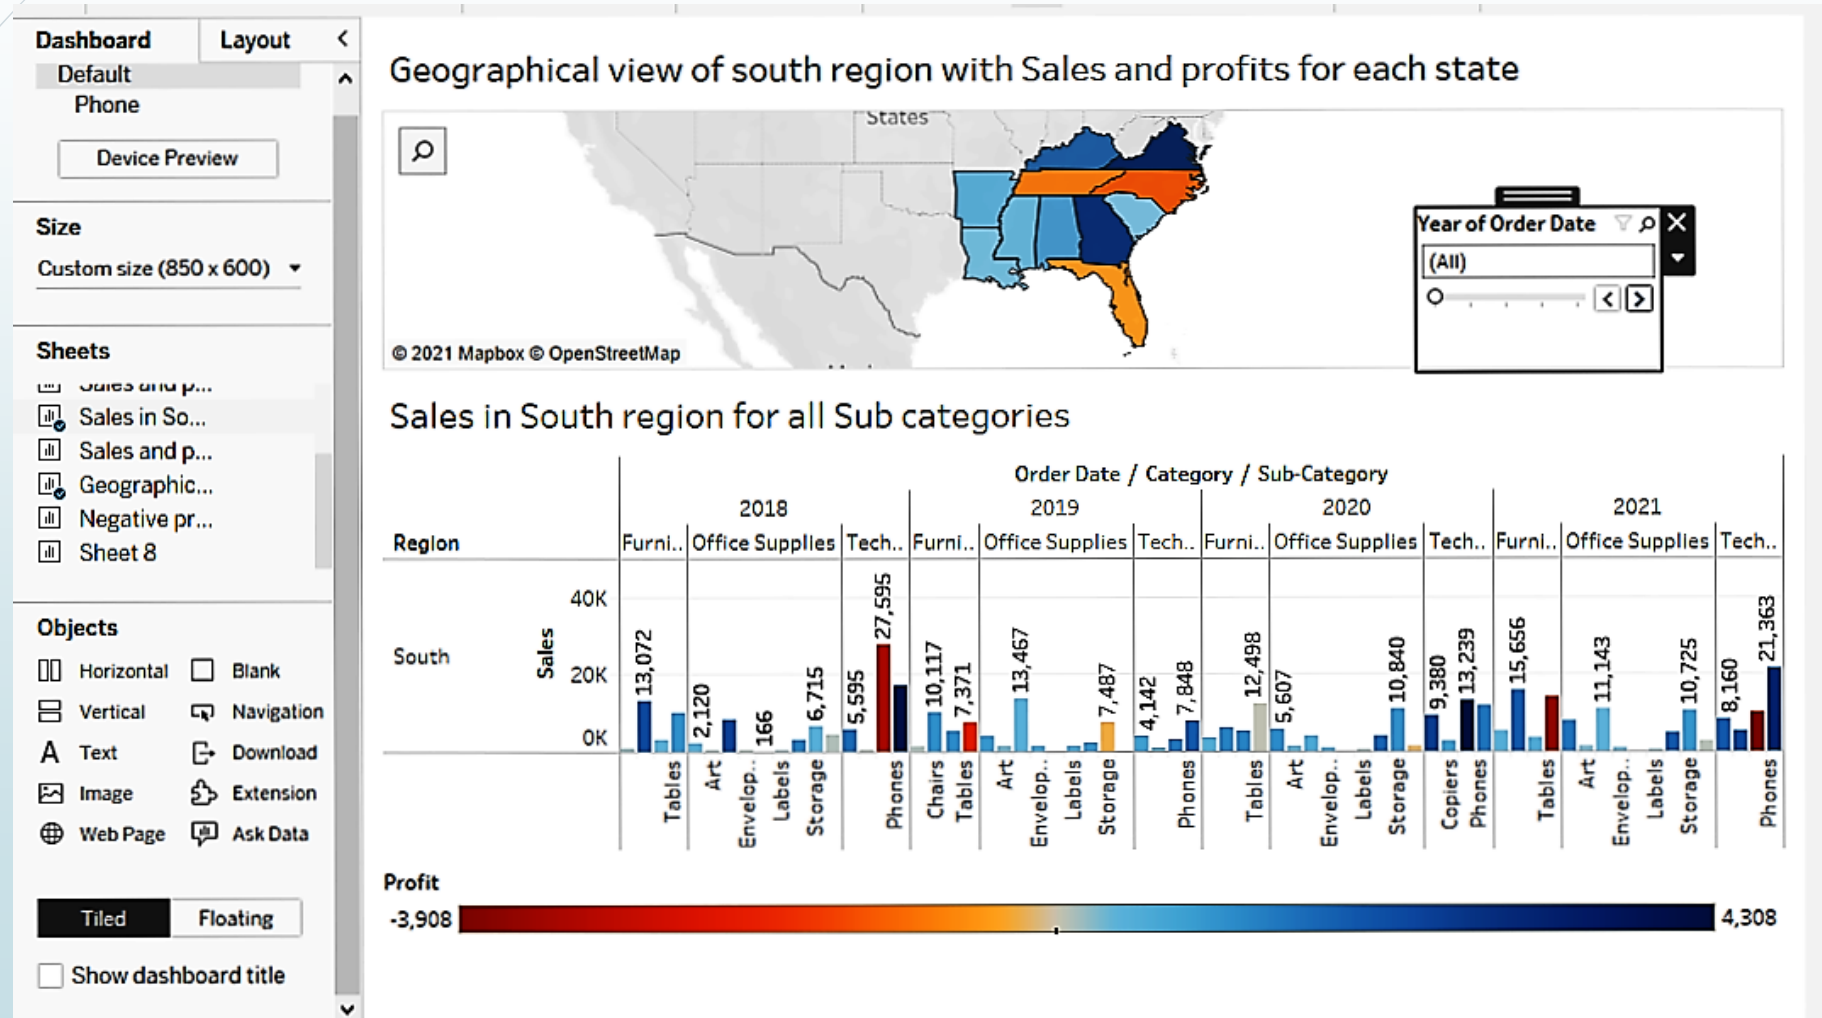 Dashboard
Layout
Default
Phone
Device Preview
Size
Custom size (850 x 600)
Sheets
Sales and p...
Sales in So...
Sales and p...
Geographic...
Negative pr...
Sheet 8
Objects
Horizontal
Blank
Vertical
Navigation
Text
Download
Image
Extension
Web Page
Ask Data
Tiled
Floating
Show dashboard title
Geographical view of south region with Sales and profits for each state
States
© 2021 Mapbox © OpenStreetMap
Year of Order Date
(All)
Sales in South region for all Sub categories
Order Date / Category / Sub-Category
2018 2019 2020 2021
Region
Furni.. Office Supplies Tech.. Furni.. Office Supplies Tech.. Furni.. Office Supplies Tech.. Furni.. Office Supplies Tech..
South
Sales
40K
20K
0K
13,072 2,120 166 6,715 5,595 27,595 10,117 7,371 13,467 7,487 4,142 7,848 12,498 5,607 10,840 9,380 13,239 15,656 11,143 10,725 8,160 21,363
Tables Art Envelop.. Labels Storage Phones Chairs Tables Art Envelop.. Labels Storage Phones Tables Art Envelop.. Labels Storage Copiers Phones Tables Art Envelop.. Labels Storage Phones
Profit
-3,908
4,308